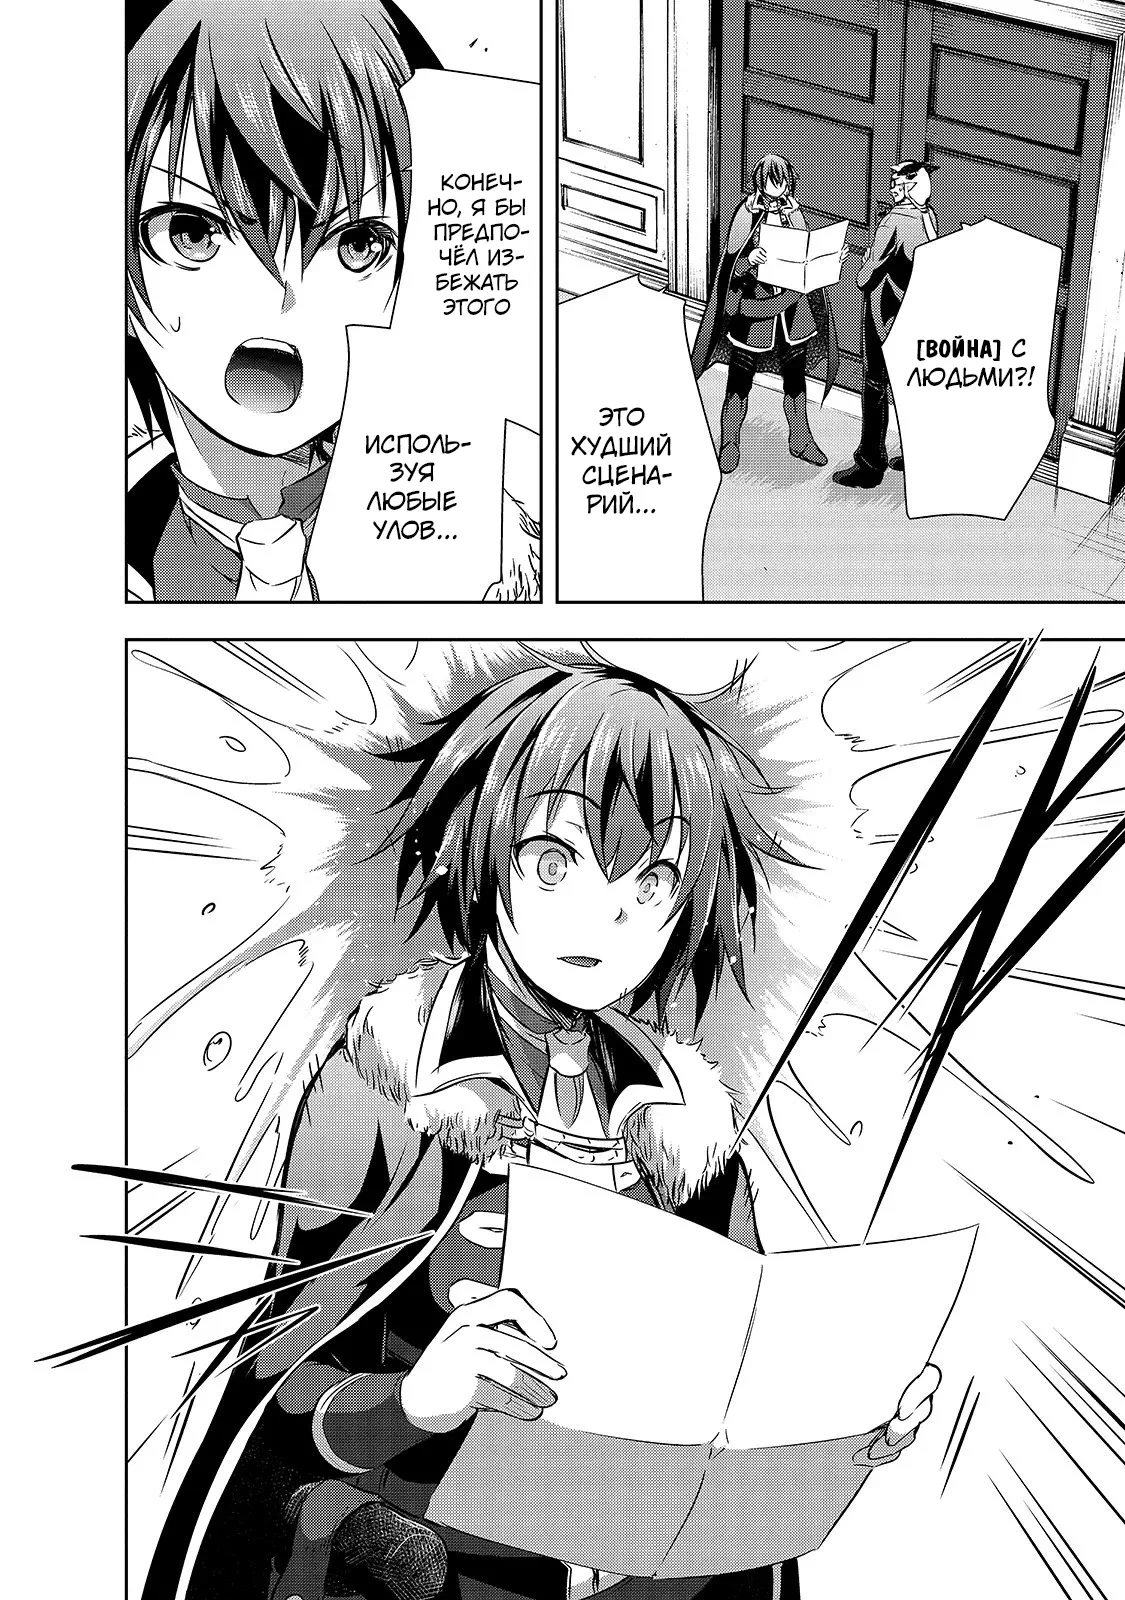 [ВОЙНА] С
ЛЮДЬМИ?!
ЭТО
ХУДШИЙ
СЦЕНА-
РИЙ...
КОНЕЧ-
НО, Я БЫ
ПРЕДПО-
ЧЁЛ ИЗ-
БЕЖАТЬ
ЭТОГО
ИСПОЛЬ-
ЗУЯ
ЛЮБЫЕ
УЛОВ...